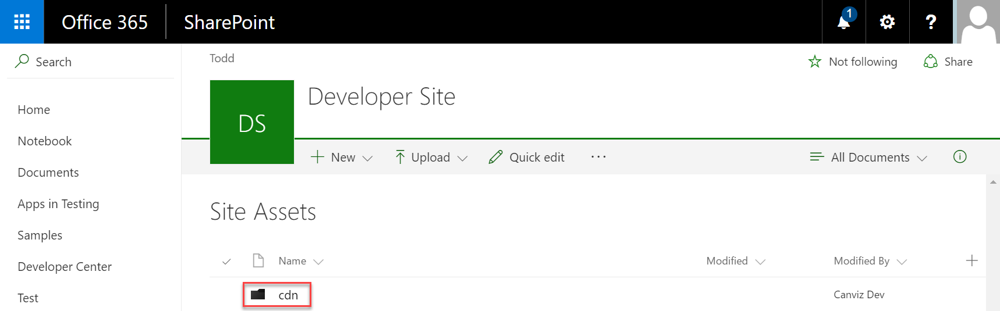 Office 365 SharePoint 1 ?
Search
Todd
Not following Share
Developer Site
DS
Home
Notebook
Documents
Apps in Testing
Samples
Developer Center
Test
New Upload Quick edit ... All Documents
Site Assets
Name Modified Modified By
cdn Canviz Dev